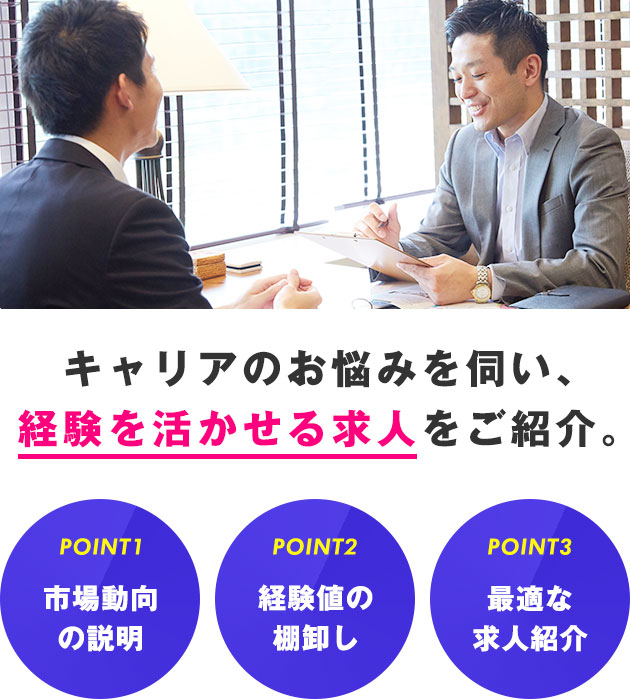 キャリアのお悩みを伺い、
経験を活かせる求人をご紹介。
POINT1
市場動向
の説明
POINT2
経験値の
棚卸し
POINT3
最適な
求人紹介